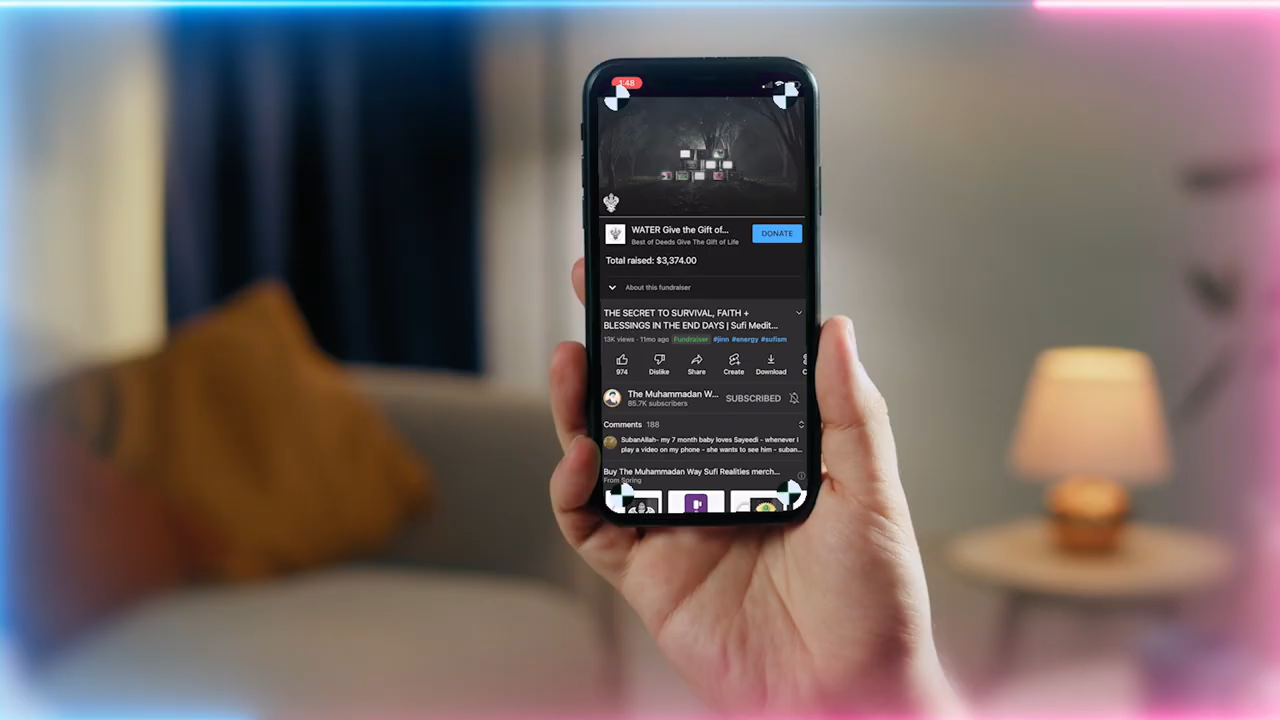 1:48
WATER Give the Gift of...
Best of Deeds Give The Gift of Life
DONATE
Total raised: $3,374.00
About this fundraiser
THE SECRET TO SURVIVAL, FAITH +
BLESSINGS IN THE END DAYS | Sufi Medit...
13K views · 11mo ago Fundraiser #jinn #energy #sufism
974 Dislike Share Create Download C
The Muhammadan W...
85.7K subscribers
SUBSCRIBED
Comments 188
SubanAllah- my 7 month baby loves Sayeedi - whenever I
play a video on my phone - she wants to see him - suban...
Buy The Muhammadan Way Sufi Realities merch...
From Spring